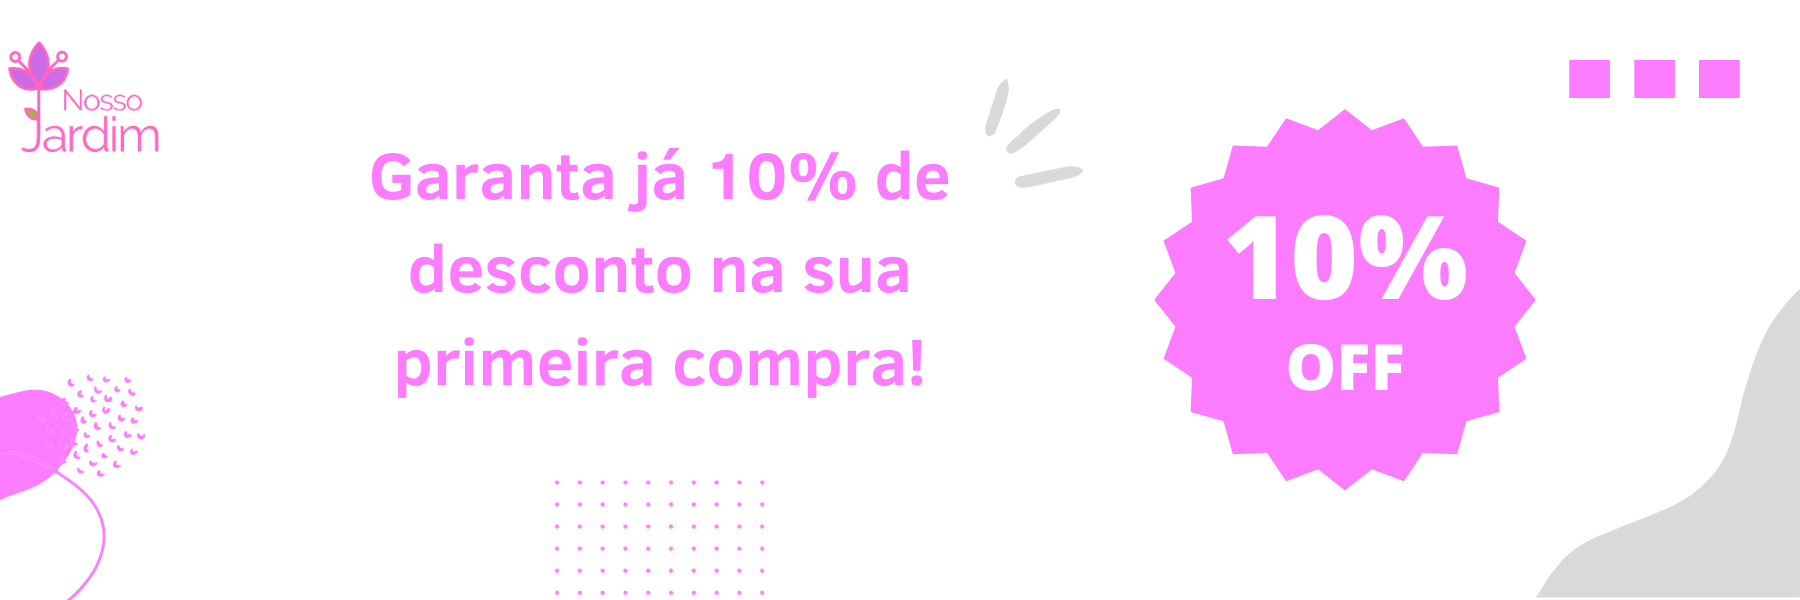 Nosso
Jardim
Garanta já 10% de
desconto na sua
primeira compra!
10%
OFF